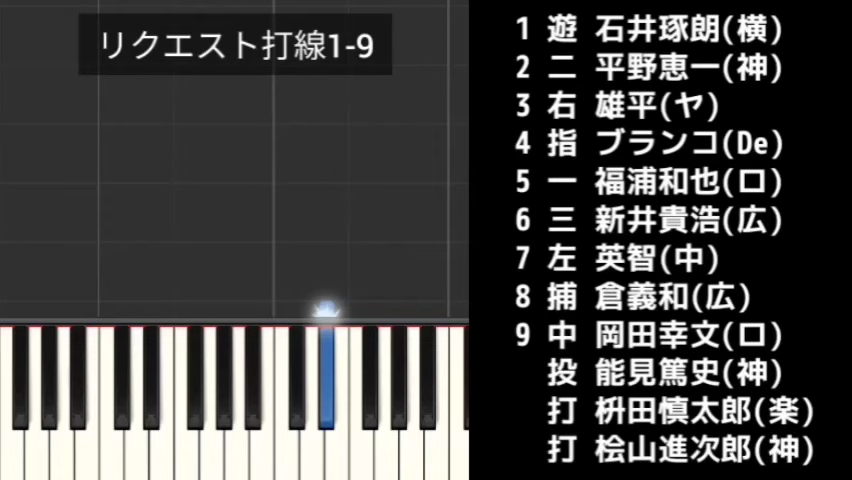 リクエスト打線1-9
1 遊 石井琢朗(横)
2 二 平野恵一(神)
3 右 雄平(ヤ)
4 指 ブランコ(De)
5 一 福浦和也(ロ)
6 三 新井貴浩(広)
7 左 英智(中)
8 捕 倉義和(広)
9 中 岡田幸文(ロ)
投 能見篤史(神)
打 枡田慎太郎(楽)
打 桧山進次郎(神)